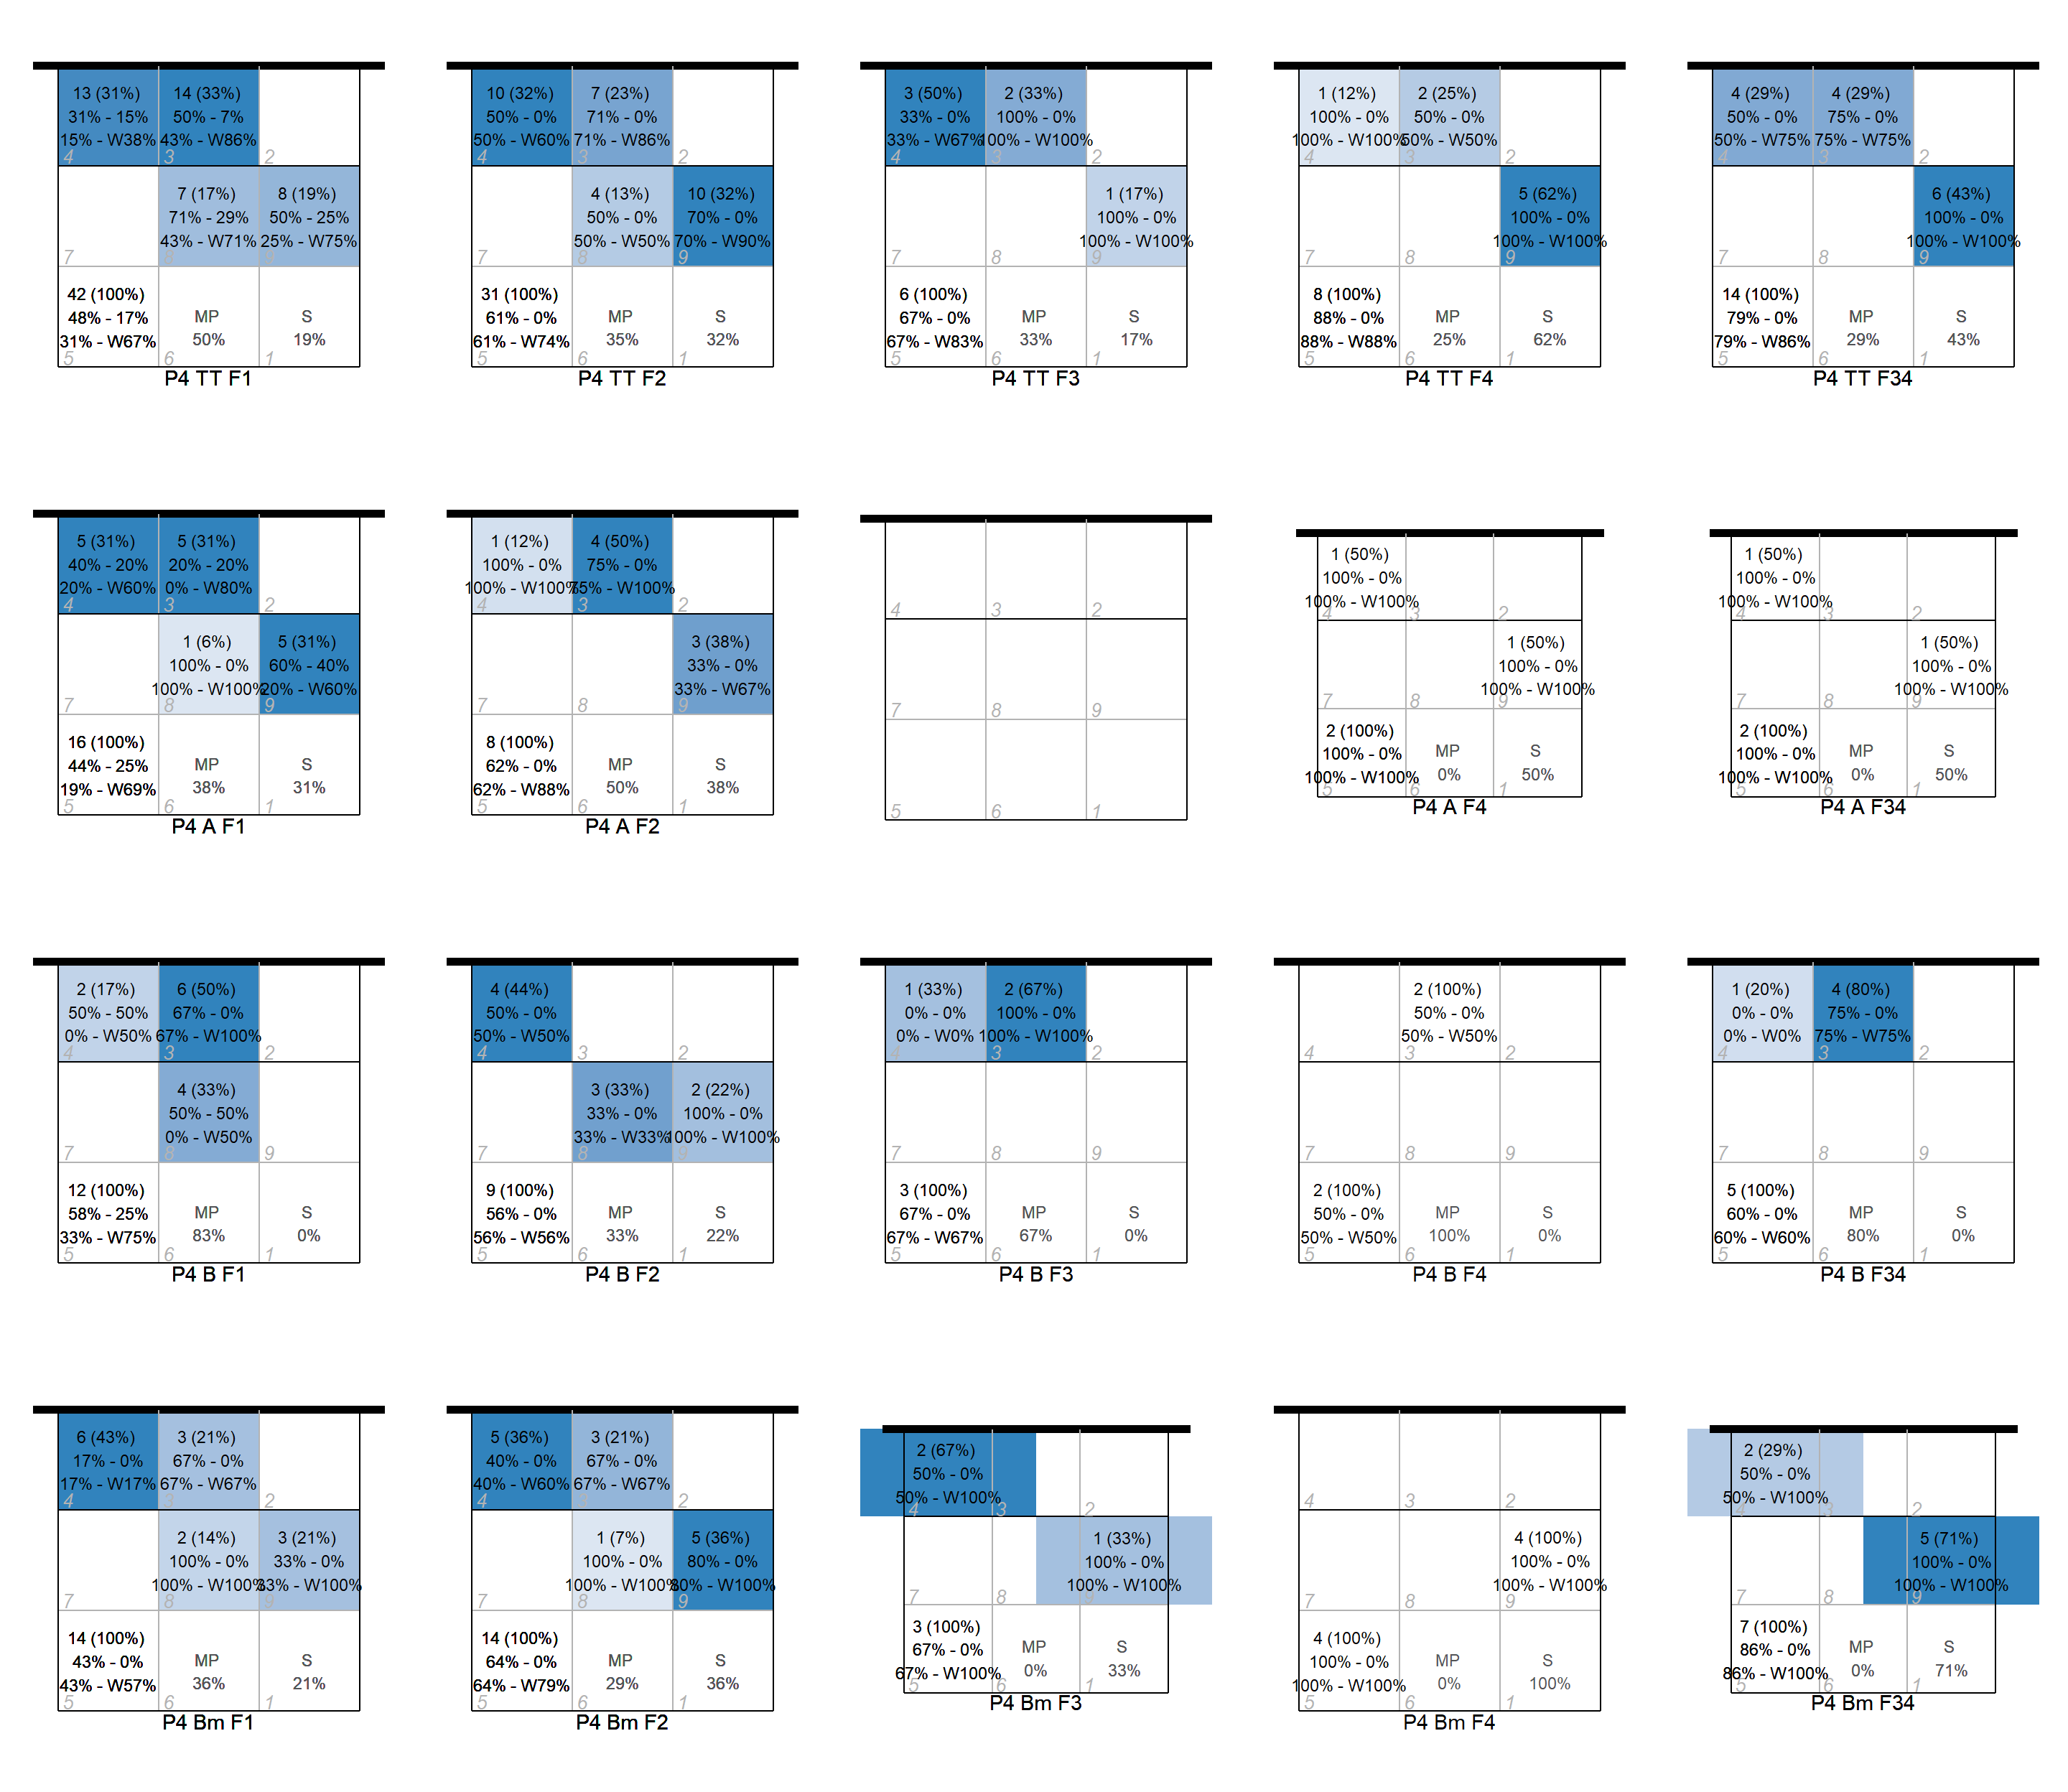 13 (31%)
31% - 15%
15% - W38%
4
14 (33%)
50% - 7%
43% - W86%
3
2
7
7 (17%)
71% - 29%
43% - W71%
8
8 (19%)
50% - 25%
25% - W75%
9
42 (100%)
48% - 17%
31% - W67%
5
MP
50%
6
S
19%
1
P4 TT F1
10 (32%)
50% - 0%
50% - W60%
4
7 (23%)
71% - 0%
71% - W86%
3
2
7
4 (13%)
50% - 0%
50% - W50%
8
10 (32%)
70% - 0%
70% - W90%
9
31 (100%)
61% - 0%
61% - W74%
5
MP
35%
6
S
32%
1
P4 TT F2
3 (50%)
33% - 0%
33% - W67%
4
2 (33%)
100% - 0%
100% - W100%
3
2
7
8
1 (17%)
100% - 0%
100% - W100%
9
6 (100%)
67% - 0%
67% - W83%
5
MP
33%
6
S
17%
1
P4 TT F3
1 (12%)
100% - 0%
100% - W100%
4
2 (25%)
50% - 0%
50% - W50%
3
2
7
8
5 (62%)
100% - 0%
100% - W100%
9
8 (100%)
88% - 0%
88% - W88%
5
MP
25%
6
S
62%
1
P4 TT F4
4 (29%)
50% - 0%
50% - W75%
4
4 (29%)
75% - 0%
75% - W75%
3
2
7
8
6 (43%)
100% - 0%
100% - W100%
9
14 (100%)
79% - 0%
79% - W86%
5
MP
29%
6
S
43%
1
P4 TT F34
5 (31%)
40% - 20%
20% - W60%
4
5 (31%)
20% - 20%
0% - W80%
3
2
7
1 (6%)
100% - 0%
100% - W100%
8
5 (31%)
60% - 40%
20% - W60%
9
16 (100%)
44% - 25%
19% - W69%
5
MP
38%
6
S
31%
1
P4 A F1
1 (12%)
100% - 0%
100% - W100%
4
4 (50%)
75% - 0%
75% - W100%
3
2
7
8
3 (38%)
33% - 0%
33% - W67%
9
8 (100%)
62% - 0%
62% - W88%
5
MP
50%
6
S
38%
1
P4 A F2
4
3
2
7
8
9
5
6
1
1 (50%)
100% - 0%
100% - W100%
4
3
2
7
8
1 (50%)
100% - 0%
100% - W100%
9
2 (100%)
100% - 0%
100% - W100%
5
MP
0%
6
S
50%
1
P4 A F4
1 (50%)
100% - 0%
100% - W100%
4
3
2
7
8
1 (50%)
100% - 0%
100% - W100%
9
2 (100%)
100% - 0%
100% - W100%
5
MP
0%
6
S
50%
1
P4 A F34
2 (17%)
50% - 50%
0% - W50%
4
6 (50%)
67% - 0%
67% - W100%
3
2
7
4 (33%)
50% - 50%
0% - W50%
8
9
12 (100%)
58% - 25%
33% - W75%
5
MP
83%
6
S
0%
1
P4 B F1
4 (44%)
50% - 0%
50% - W50%
4
3
2
7
3 (33%)
33% - 0%
33% - W33%
8
2 (22%)
100% - 0%
100% - W100%
9
9 (100%)
56% - 0%
56% - W56%
5
MP
33%
6
S
22%
1
P4 B F2
1 (33%)
0% - 0%
0% - W0%
4
2 (67%)
100% - 0%
100% - W100%
3
2
7
8
9
3 (100%)
67% - 0%
67% - W67%
5
MP
67%
6
S
0%
1
P4 B F3
4
2 (100%)
50% - 0%
50% - W50%
3
2
7
8
9
2 (100%)
50% - 0%
50% - W50%
5
MP
100%
6
S
0%
1
P4 B F4
1 (20%)
0% - 0%
0% - W0%
4
4 (80%)
75% - 0%
75% - W75%
3
2
7
8
9
5 (100%)
60% - 0%
60% - W60%
5
MP
80%
6
S
0%
1
P4 B F34
6 (43%)
17% - 0%
17% - W17%
4
3 (21%)
67% - 0%
67% - W67%
3
2
7
2 (14%)
100% - 0%
100% - W100%
8
3 (21%)
33% - 0%
33% - W100%
9
14 (100%)
43% - 0%
43% - W57%
5
MP
36%
6
S
21%
1
P4 Bm F1
5 (36%)
40% - 0%
40% - W60%
4
3 (21%)
67% - 0%
67% - W67%
3
2
7
1 (7%)
100% - 0%
100% - W100%
8
5 (36%)
80% - 0%
80% - W100%
9
14 (100%)
64% - 0%
64% - W79%
5
MP
29%
6
S
36%
1
P4 Bm F2
2 (67%)
50% - 0%
50% - W100%
4
3
2
7
8
1 (33%)
100% - 0%
100% - W100%
9
3 (100%)
67% - 0%
67% - W100%
5
MP
0%
6
S
33%
1
P4 Bm F3
4
3
2
7
8
4 (100%)
100% - 0%
100% - W100%
9
4 (100%)
100% - 0%
100% - W100%
5
MP
0%
6
S
100%
1
P4 Bm F4
2 (29%)
50% - 0%
50% - W100%
4
3
2
7
8
5 (71%)
100% - 0%
100% - W100%
9
7 (100%)
86% - 0%
86% - W100%
5
MP
0%
6
S
71%
1
P4 Bm F34